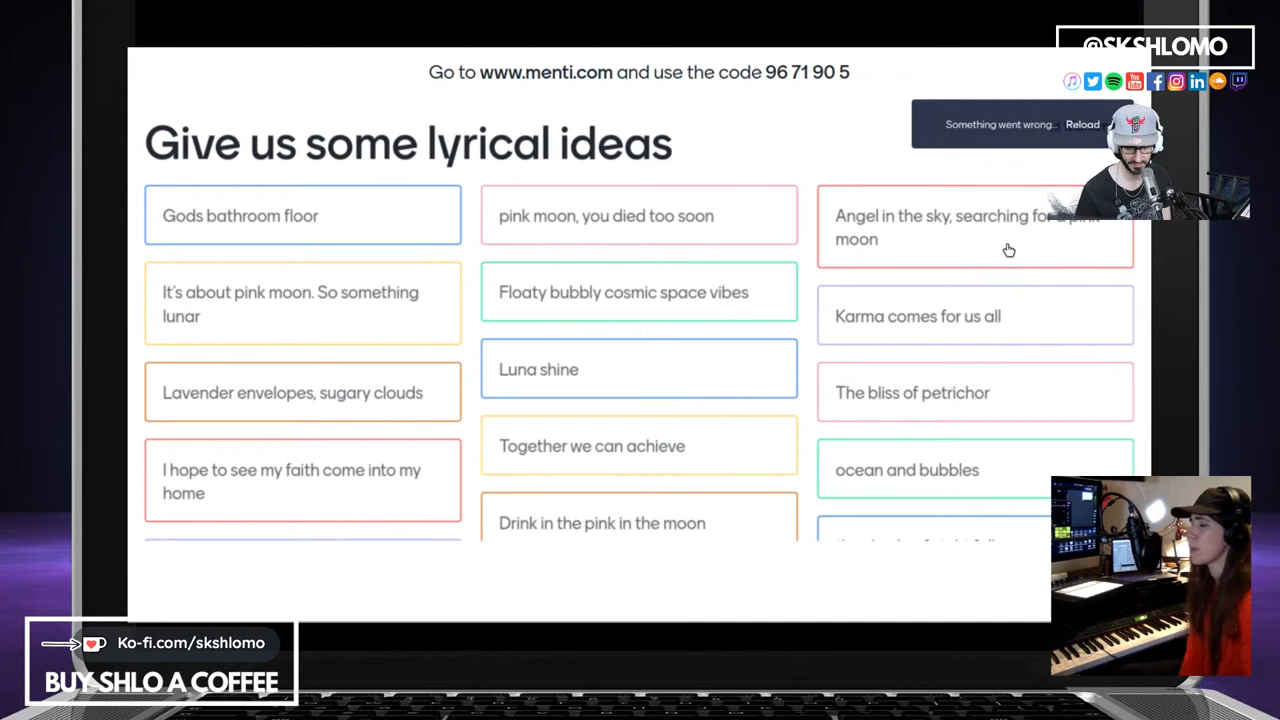 @SKSHLOMO
Go to www.menti.com and use the code 96 71 90 5
Something went wrong... Reload
Give us some lyrical ideas
Gods bathroom floor
It's about pink moon. So something
lunar
Lavender envelopes, sugary clouds
I hope to see my faith come into my
home
pink moon, you died too soon
Floaty bubbly cosmic space vibes
Luna shine
Together we can achieve
Drink in the pink in the moon
Angel in the sky, searching for a pink
moon
Karma comes for us all
The bliss of petrichor
ocean and bubbles
Ko-fi.com/skshlomo
BUY SHLO A COFFEE